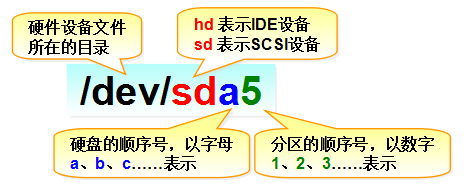 硬件设备文件
所在的目录
hd 表示IDE设备
sd 表示SCSI设备
/dev/sda5
硬盘的顺序号，以字母
a、b、c……表示
分区的顺序号，以数字
1、2、3……表示